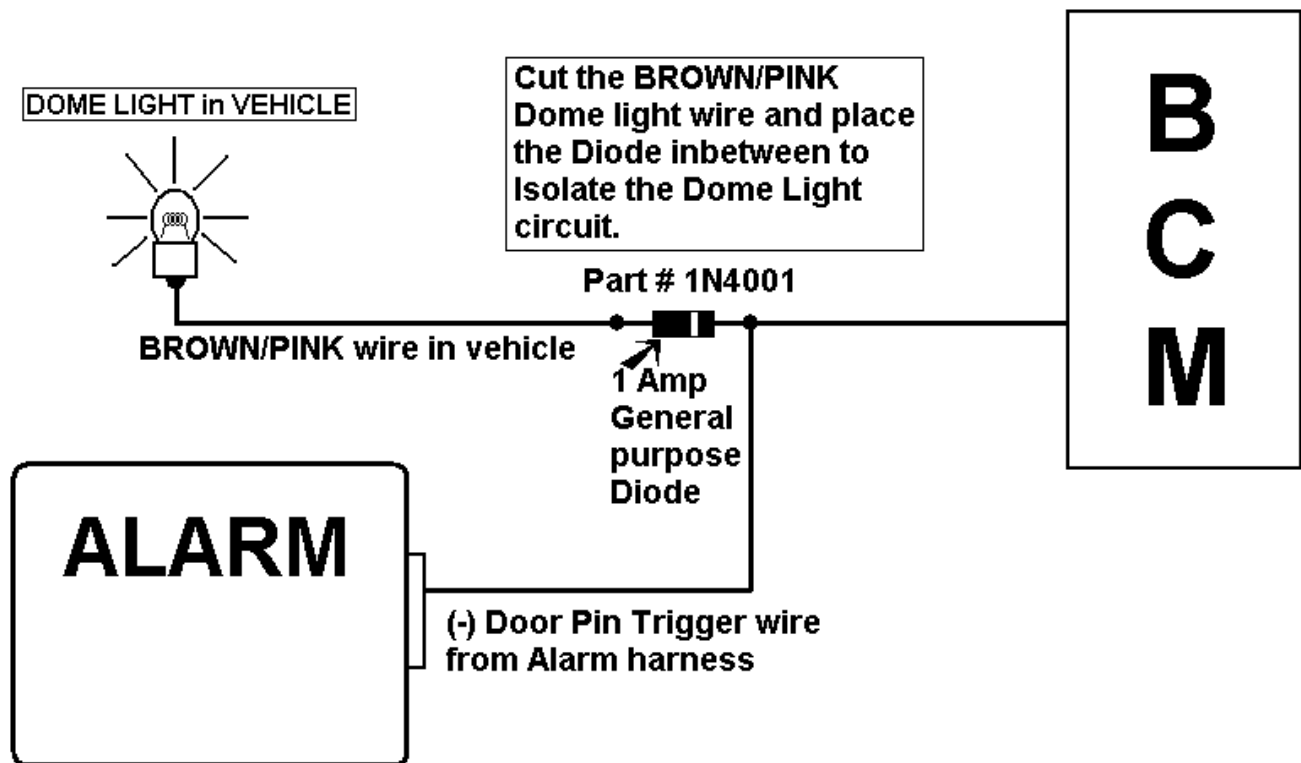 DOME LIGHT in VEHICLE
Cut the BROWN/PINK
Dome light wire and place
the Diode inbetween to
Isolate the Dome Light
circuit.
Part # 1N4001
BROWN/PINK wire in vehicle
1 Amp
General
purpose
Diode
B
C
M
ALARM
(-) Door Pin Trigger wire
from Alarm harness